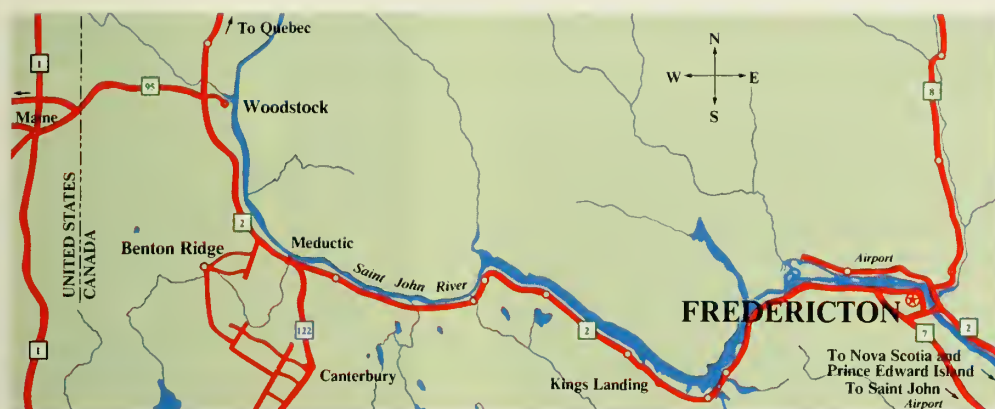 To Quebec
N
W E
S
1
95
8
Woodstock
Maine
UNITED STATES
CANADA
2
Benton Ridge
Meductic
Saint John River
Airport
FREDERICTON
122
2
7
2
1
Canterbury
Kings Landing
To Nova Scotia and
Prince Edward Island
To Saint John
Airport